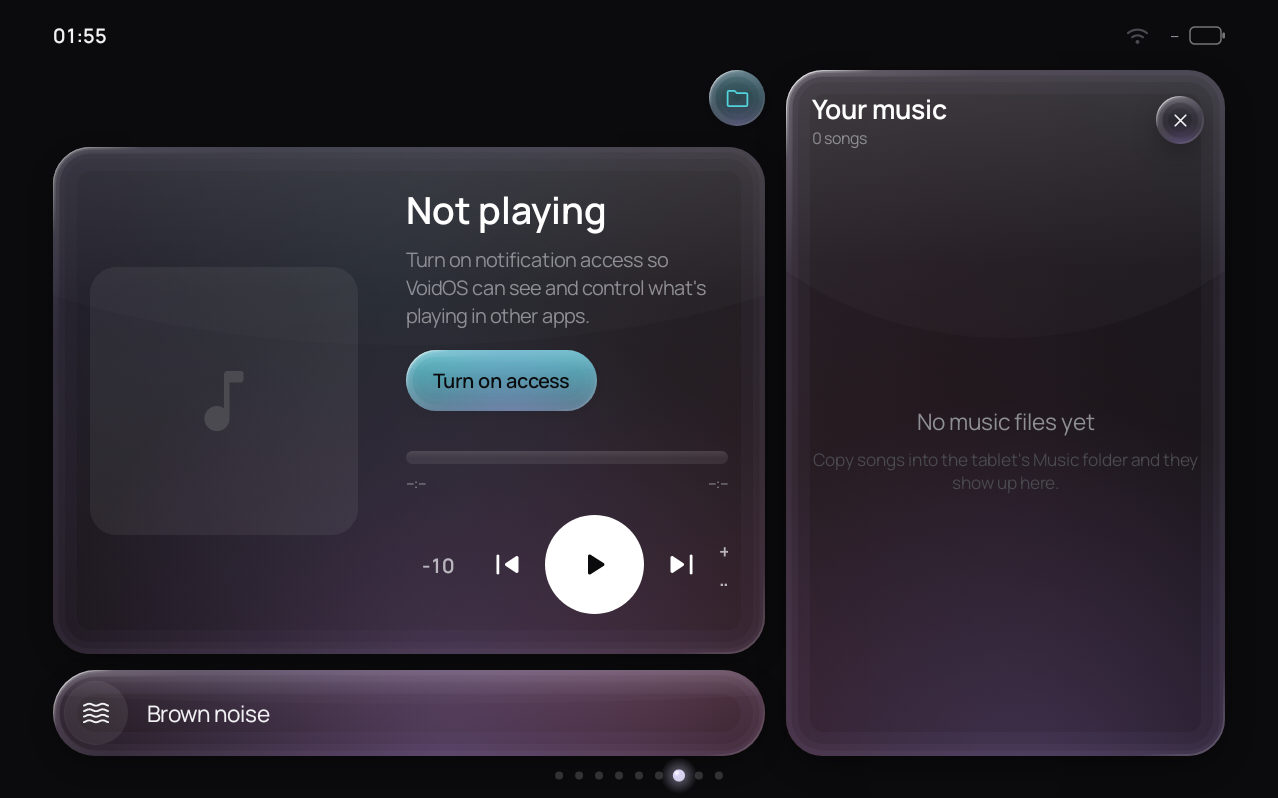 01:55
–
Your music
0 songs
Not playing
Turn on notification access so
VoidOS can see and control what's
playing in other apps.
Turn on access
–:–
–:–
-10
+
..
No music files yet
Copy songs into the tablet's Music folder and they
show up here.
Brown noise